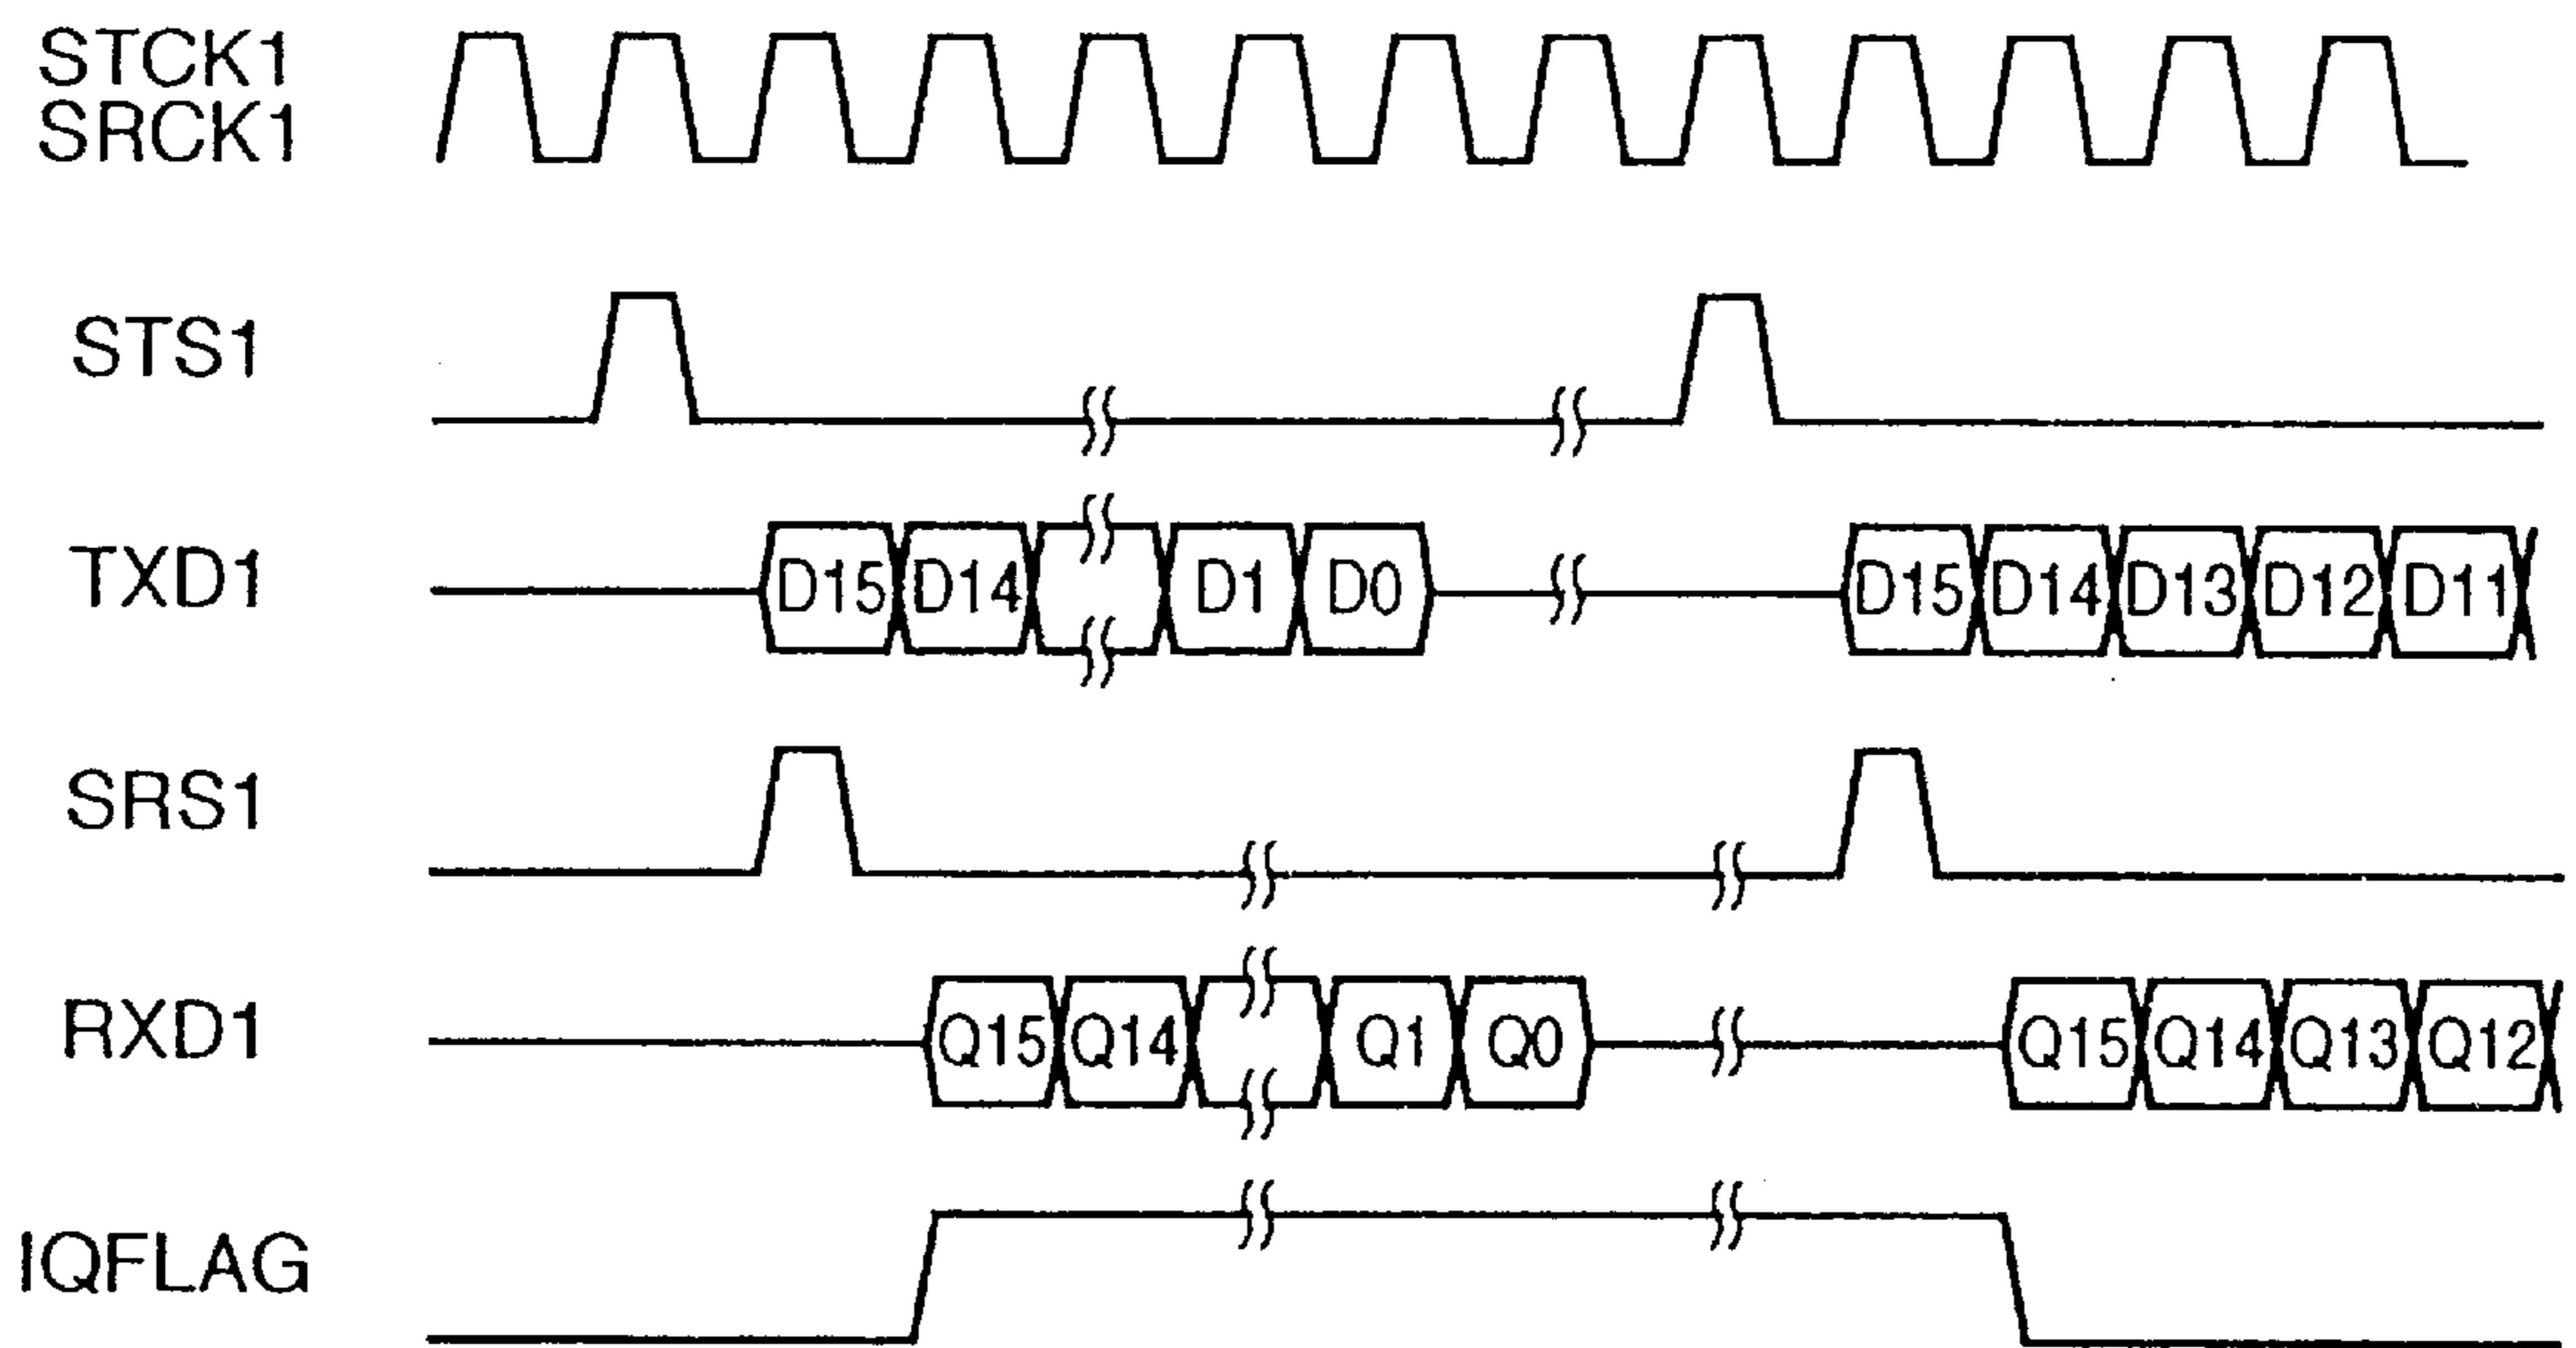 STCK1
SRCK1
STS1
TXD1
D15 D14 D1 D0 D15 D14 D13 D12 D11
SRS1
RXD1
Q15 Q14 Q1 Q0 Q15 Q14 Q13 Q12
IQFLAG